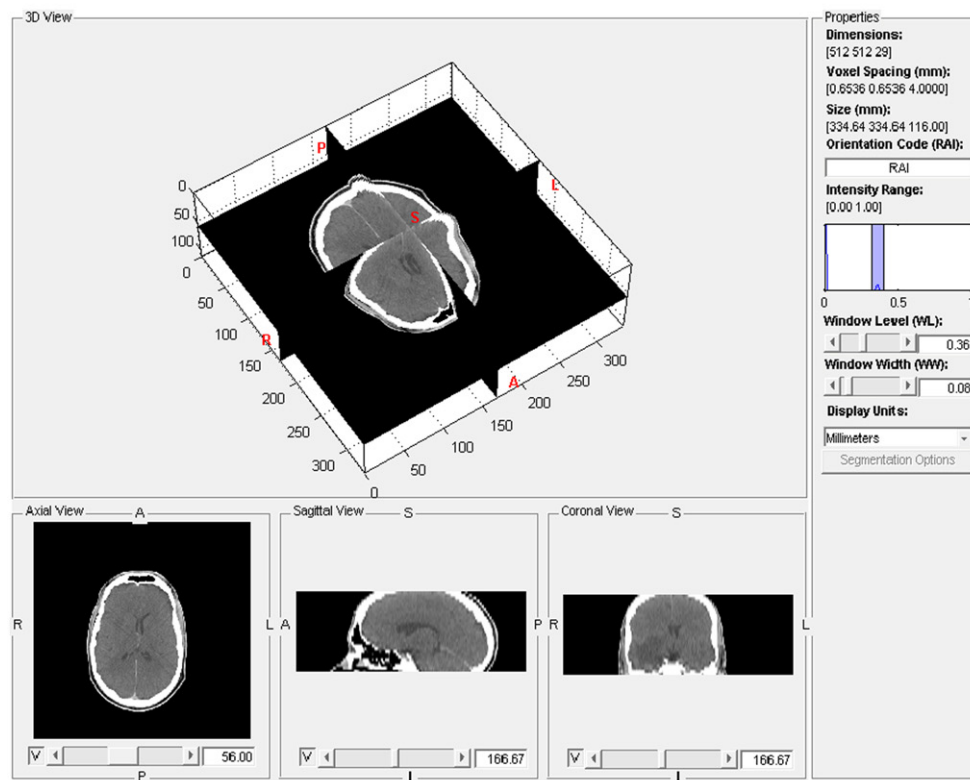 3D View
P
L
S
R
A
0
50
100
0
50
100
150
200
250
300
0
50
100
150
200
250
300
Properties
Dimensions:
[512 512 29]
Voxel Spacing (mm):
[0.6536 0.6536 4.0000]
Size (mm):
[334.64 334.64 116.00]
Orientation Code (RAI):
RAI
Intensity Range:
[0.00 1.00]
0 0.5
Window Level (WL):
0.36
Window Width (WW):
0.08
Display Units:
Millimeters
Segmentation Options
Axial View
A
R
L
V
56.00
P
Sagittal View
S
A
P
V
166.67
I
Coronal View
S
R
L
V
166.67
I